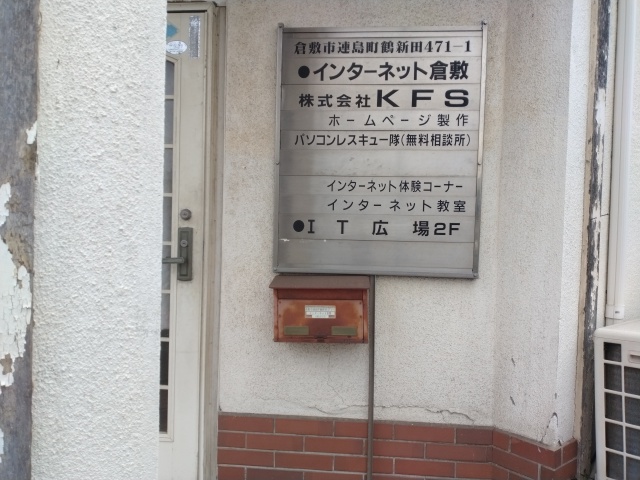 倉敷市連島町鶴新田471-1
●インターネット倉敷
株式会社KFS
ホームページ製作
パソコンレスキュー隊(無料相談所)
インターネット体験コーナー
インターネット教室
●IT広場2F